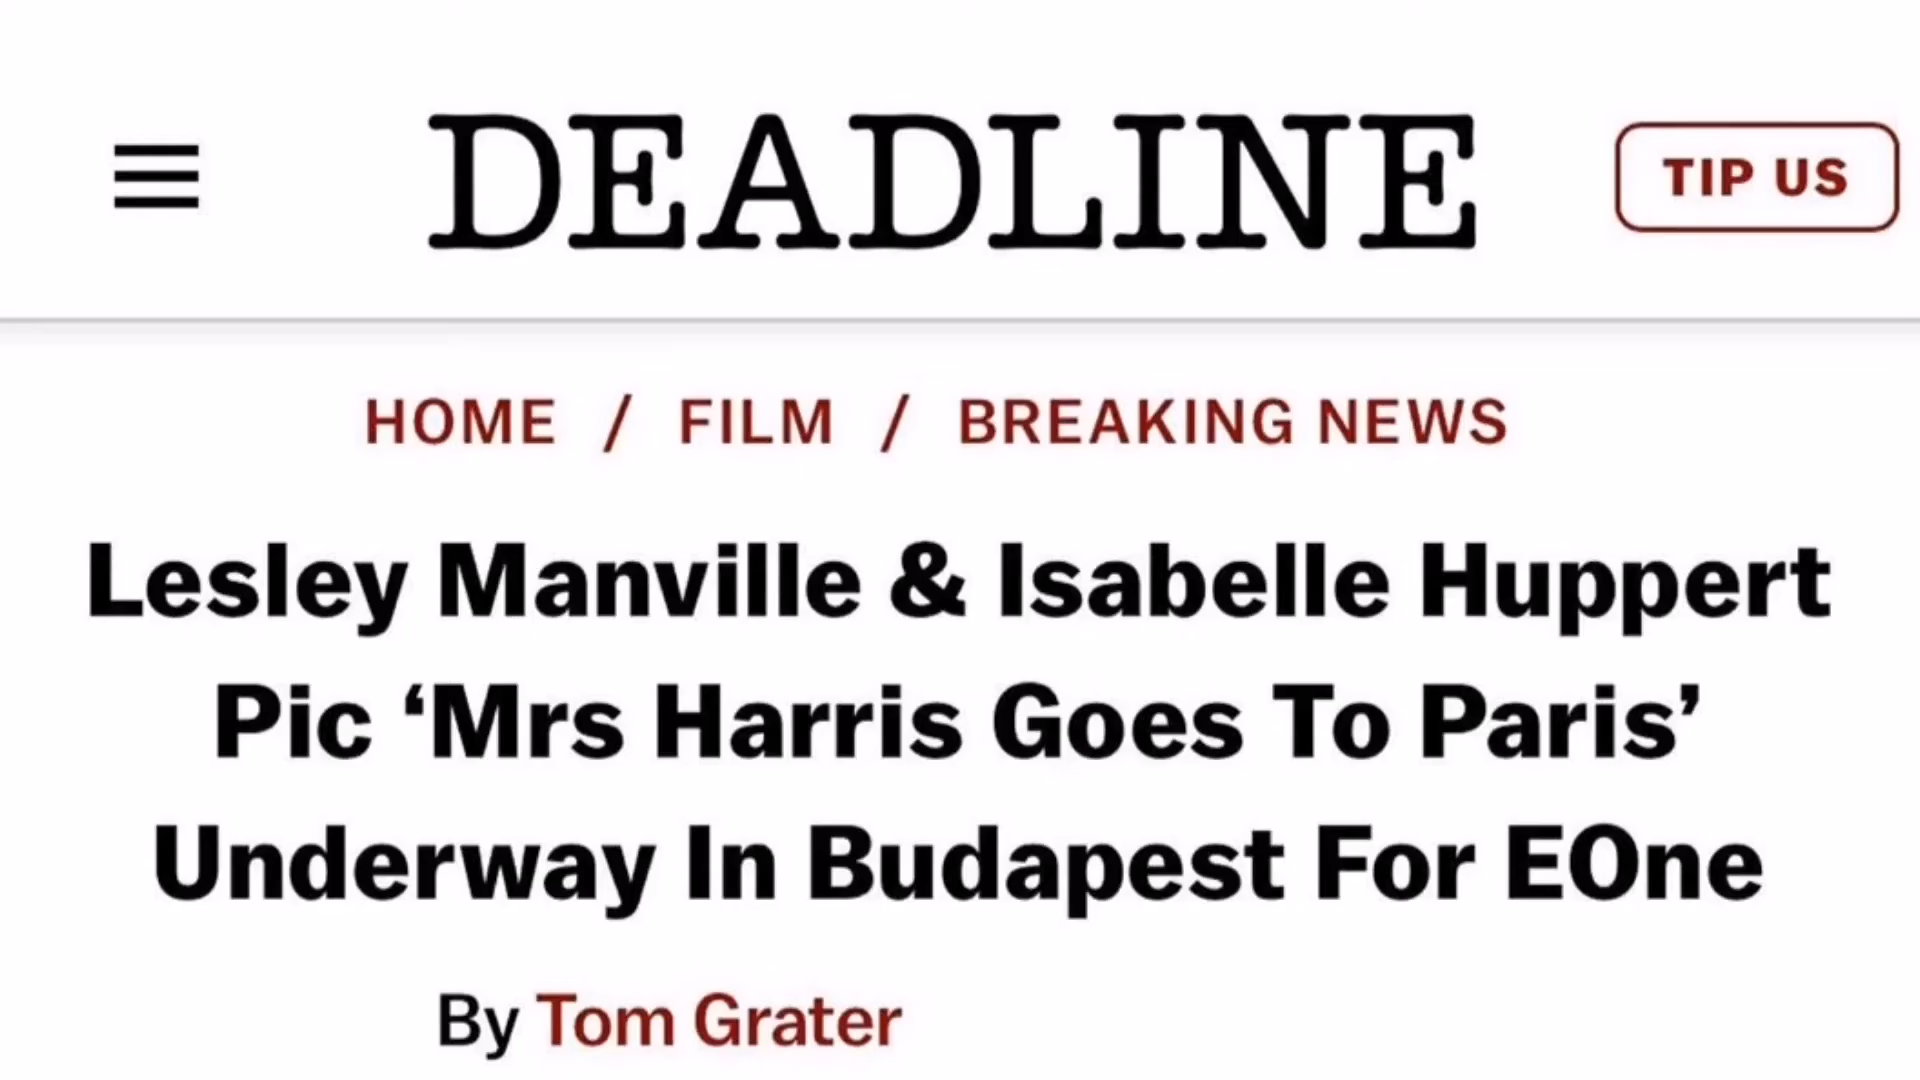 DEADLINE
TIP US
HOME / FILM / BREAKING NEWS
Lesley Manville & Isabelle Huppert
Pic ‘Mrs Harris Goes To Paris’
Underway In Budapest For EOne
By Tom Grater